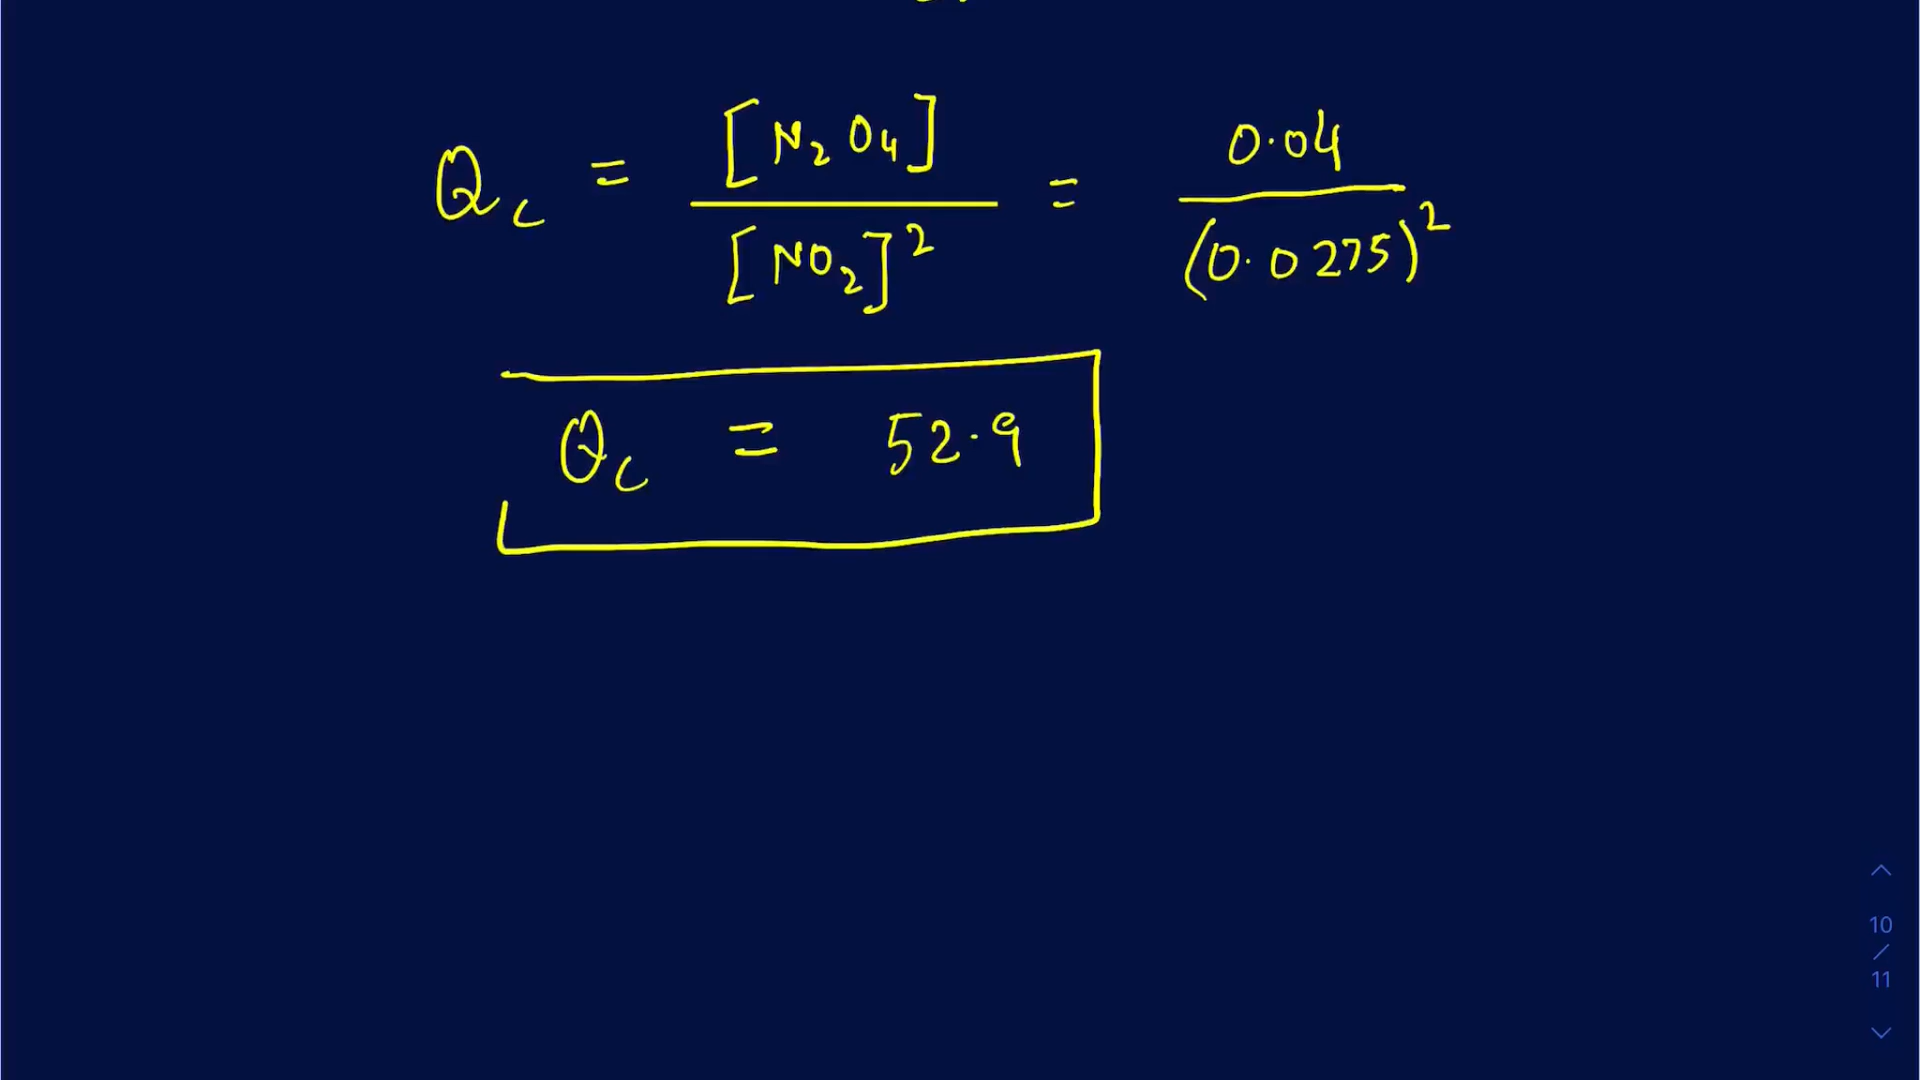 Qc = [N₂O₄] / [NO₂]² = 0.04 / (0.0275)²
Qc = 52.9
10
/
11